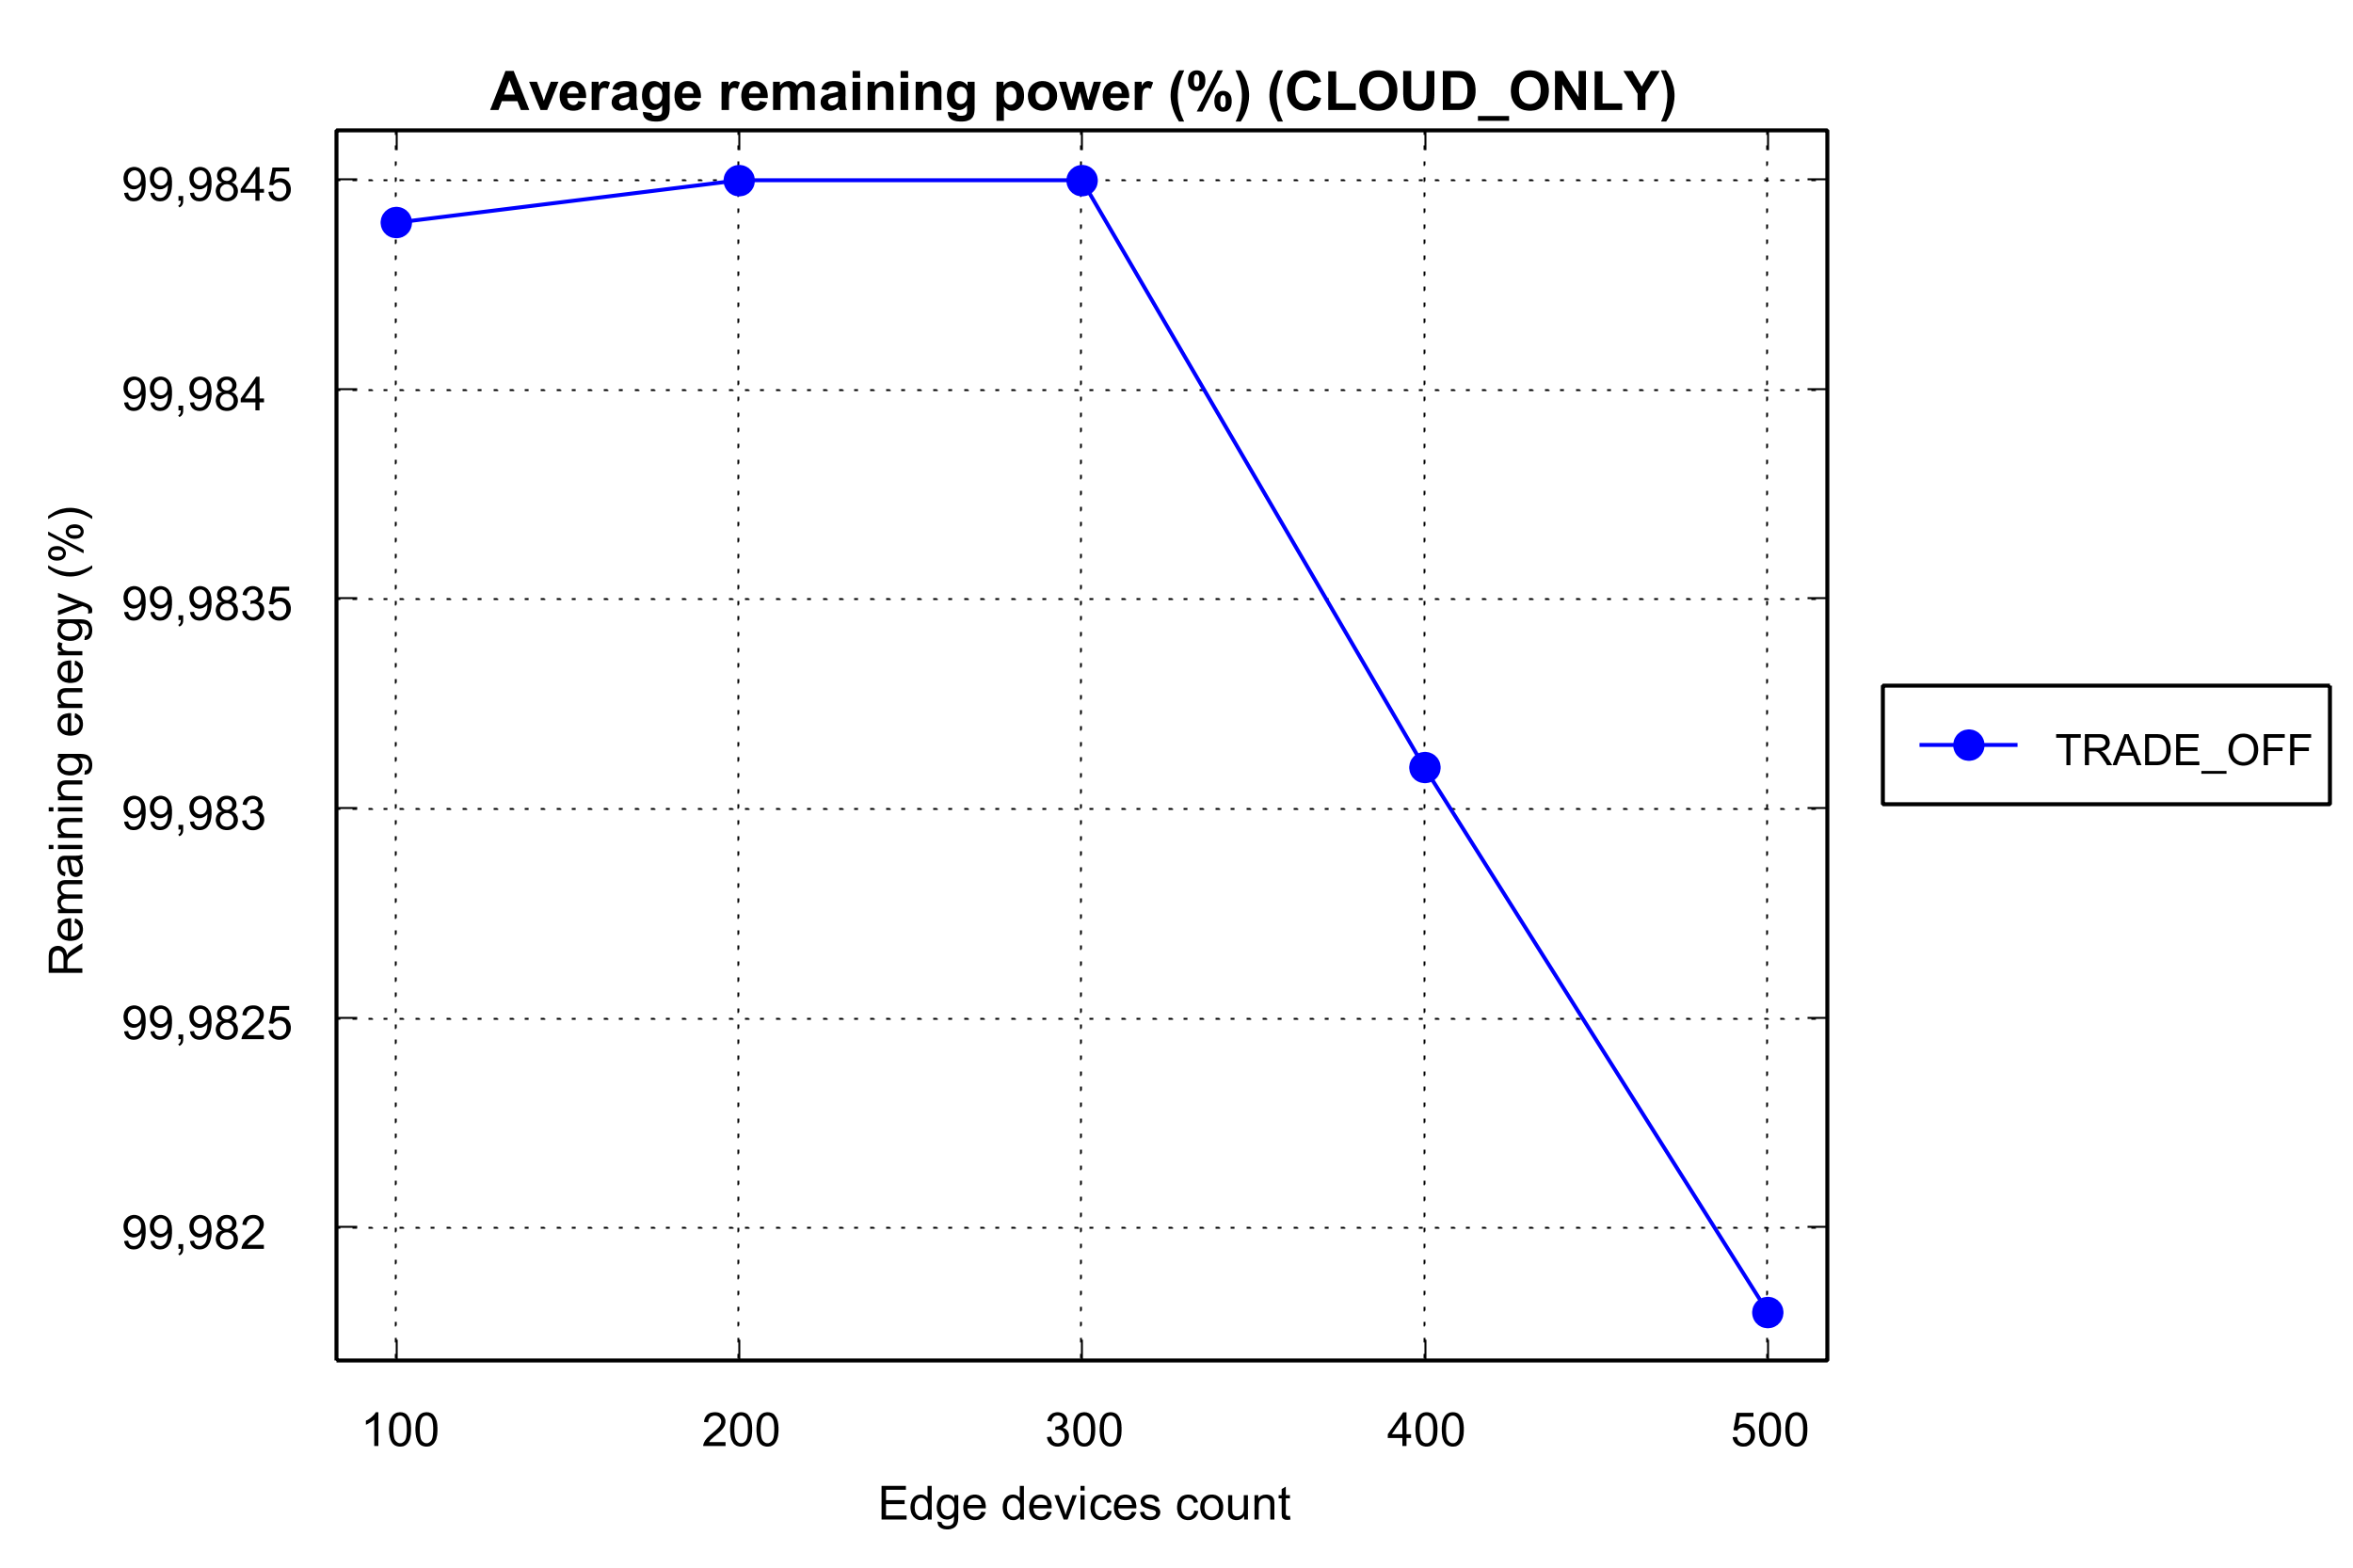 Average remaining power (%) (CLOUD_ONLY)
Remaining energy (%)
99,9845
99,984
99,9835
99,983
99,9825
99,982
100 200 300 400 500
Edge devices count
TRADE_OFF